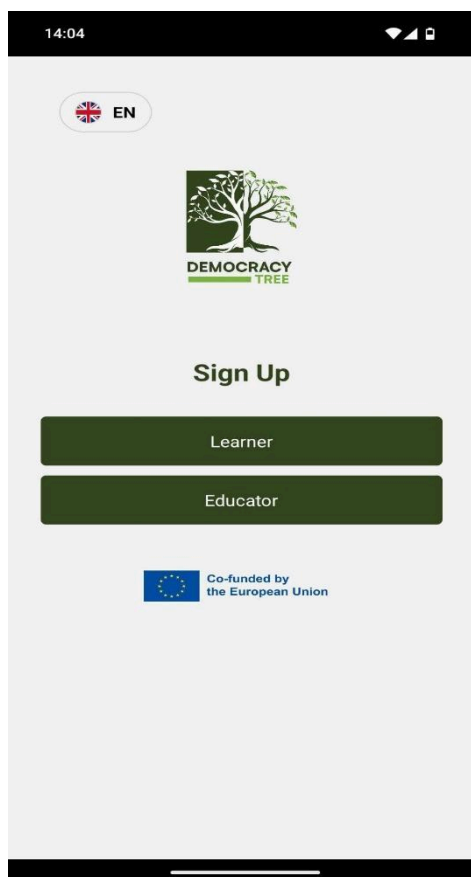 14:04
EN
DEMOCRACY
TREE
Sign Up
Learner
Educator
Co-funded by
the European Union